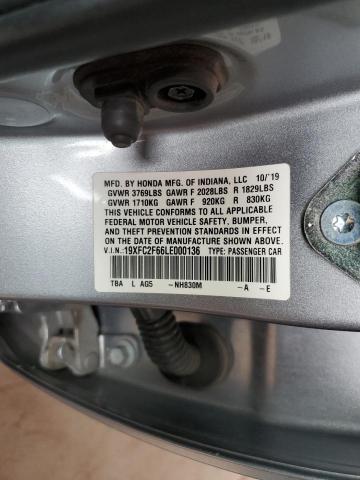 MFD. BY HONDA MFG. OF INDIANA, LLC 10/'19
GVWR 3769LBS GAWR F 2028LBS R 1829LBS
GVWR 1710KG GAWR F 920KG R 830KG
THIS VEHICLE CONFORMS TO ALL APPLICABLE
FEDERAL MOTOR VEHICLE SAFETY, BUMPER,
AND THEFT PREVENTION STANDARDS IN EFFECT
ON THE DATE OF MANUFACTURE SHOWN ABOVE.
V.I.N.: 19XFC2F66LE000136 TYPE: PASSENGER CAR
TBA L AG5 -NH830M -A -E